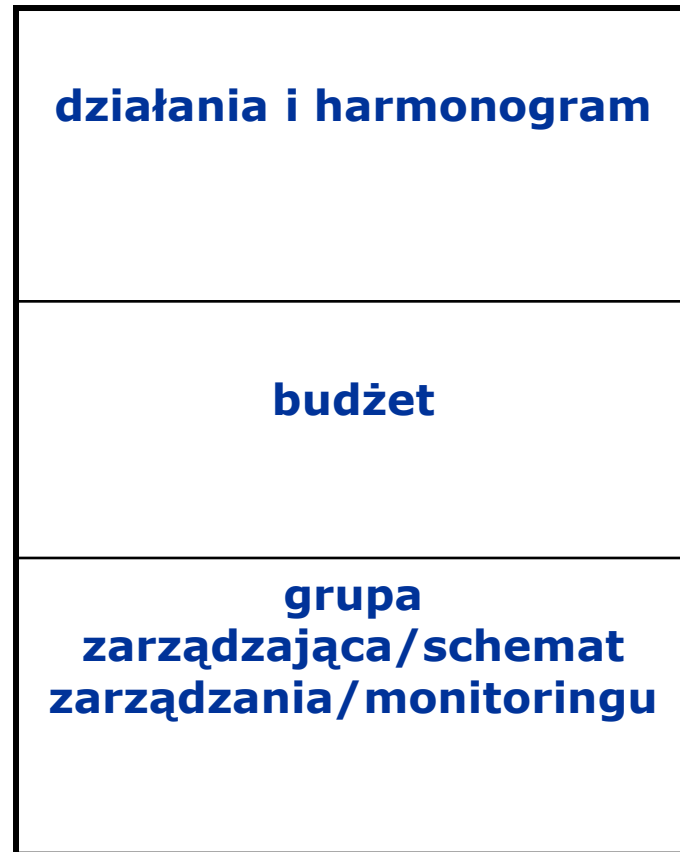 działania i harmonogram
budżet
grupa
zarządzająca/schemat
zarządzania/monitoringu